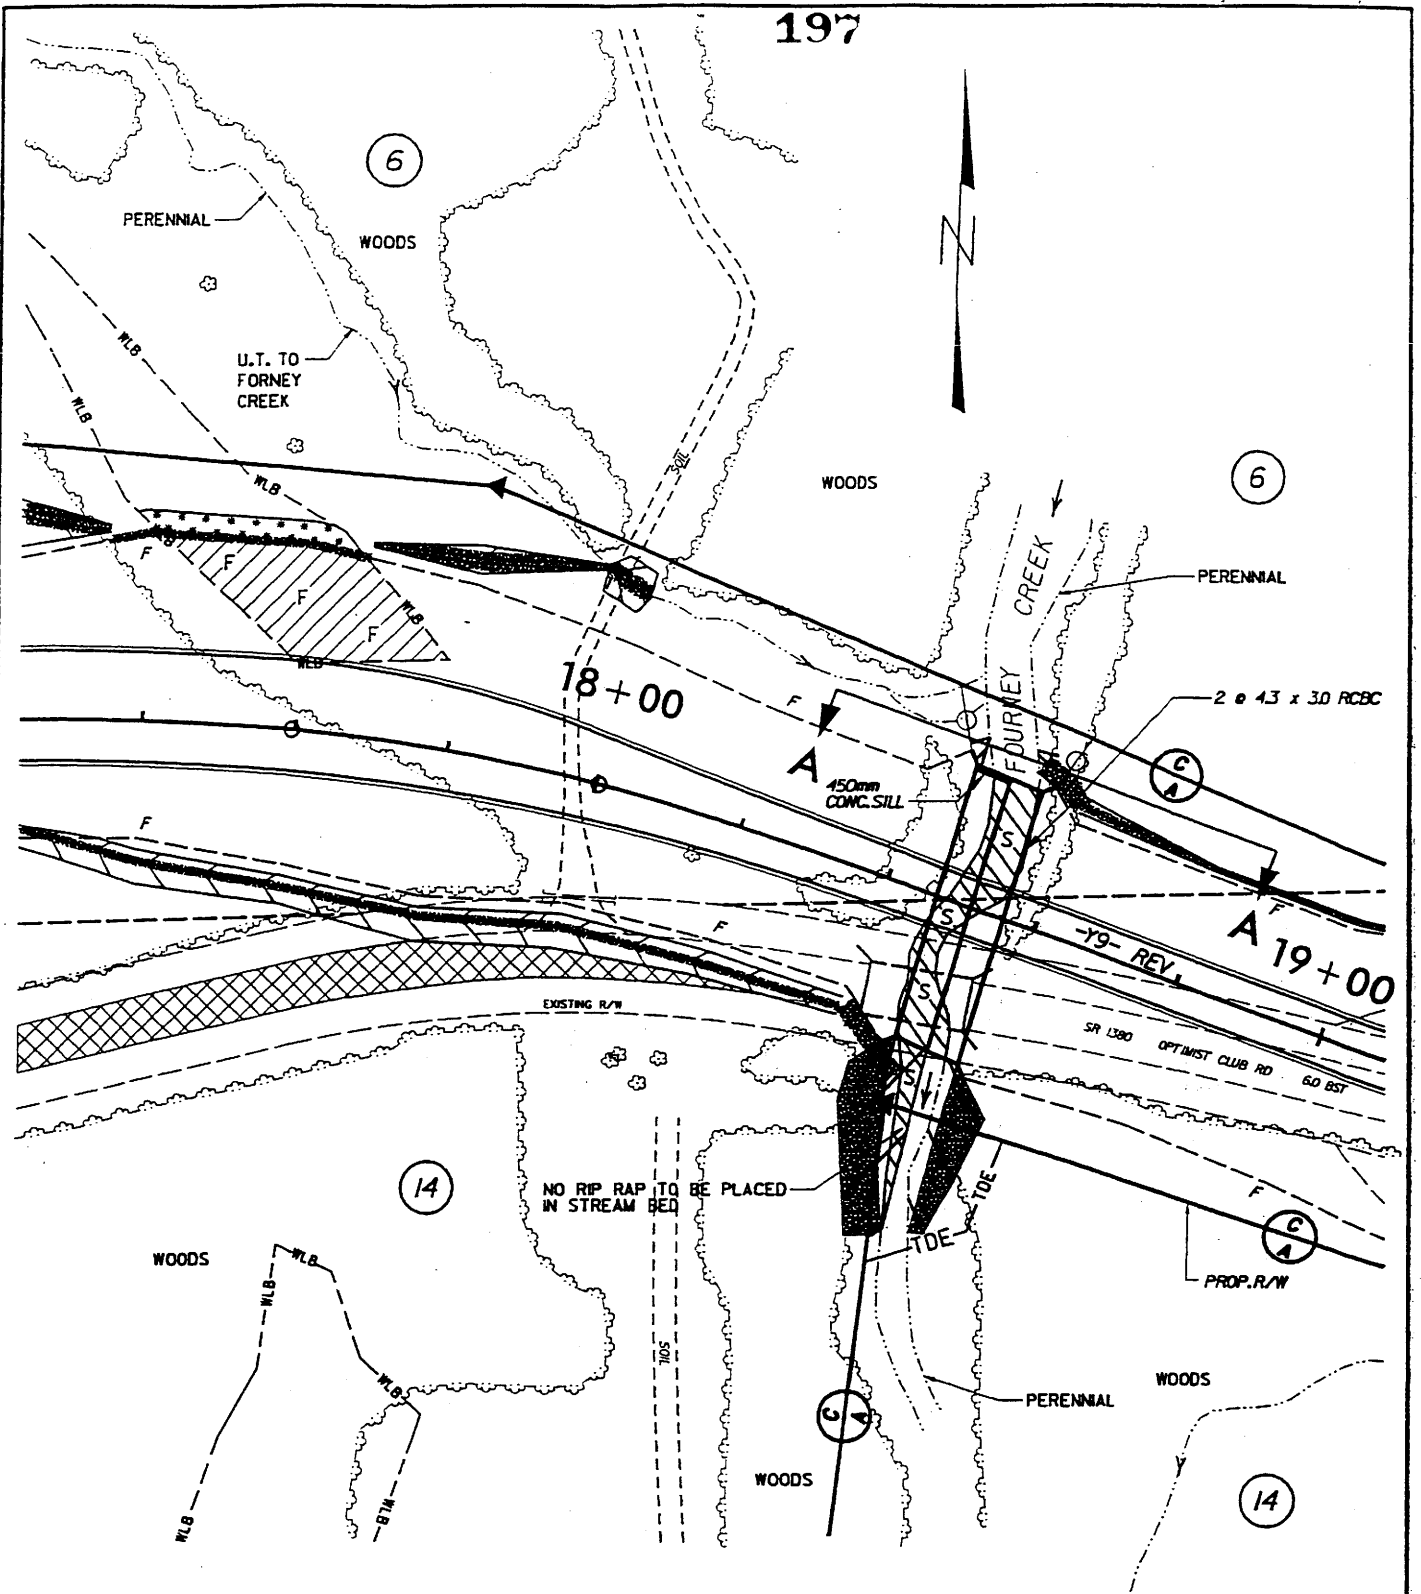 197
6
PERENNIAL
WOODS
WLB
U.T. TO
FORNEY
CREEK
WLB
WLB
SOIL
WOODS
6
CREEK
FOURNEY
PERENNIAL
F
F
F
F
WLB
WLB
18+00
F
A
2 @ 4.3 x 3.0 RCBC
450mm
CONC. SILL
C
A
S
F
F
S
F
A
-Y9- REV
19+00
S
EXISTING R/W
SR 1380 OPTIMIST CLUB RD 6.0 BST
S
14
NO RIP RAP TO BE PLACED
IN STREAM BED
TDE
TDE
F
C
A
PROP. R/W
WOODS
WLB
WLB
SOIL
WLB
WOODS
PERENNIAL
C
A
WLB
WLB
WOODS
14
N